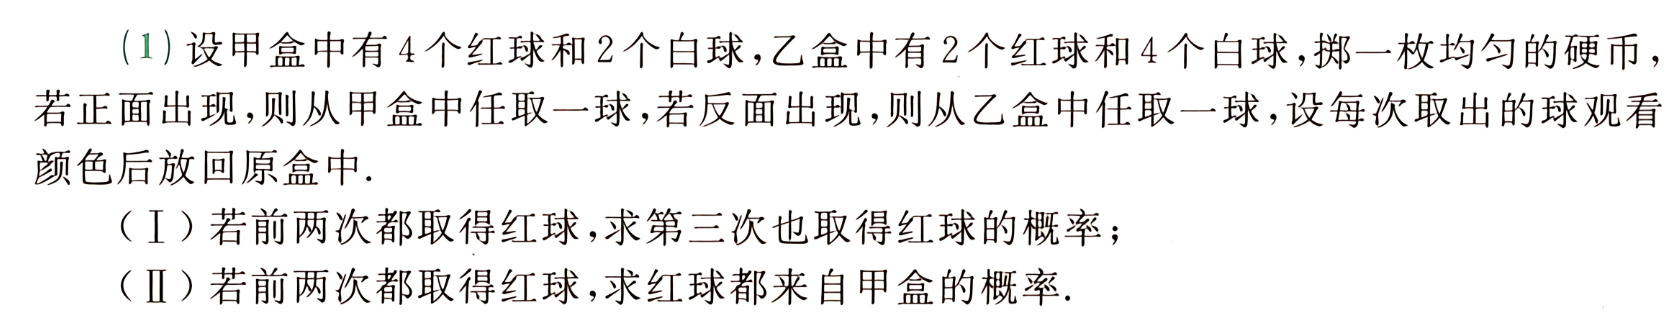 (1)设甲盒中有4个红球和2个白球,乙盒中有2个红球和4个白球,掷一枚均匀的硬币,
若正面出现,则从甲盒中任取一球,若反面出现,则从乙盒中任取一球,设每次取出的球观看
颜色后放回原盒中.
(Ⅰ)若前两次都取得红球,求第三次也取得红球的概率;
(Ⅱ)若前两次都取得红球,求红球都来自甲盒的概率.